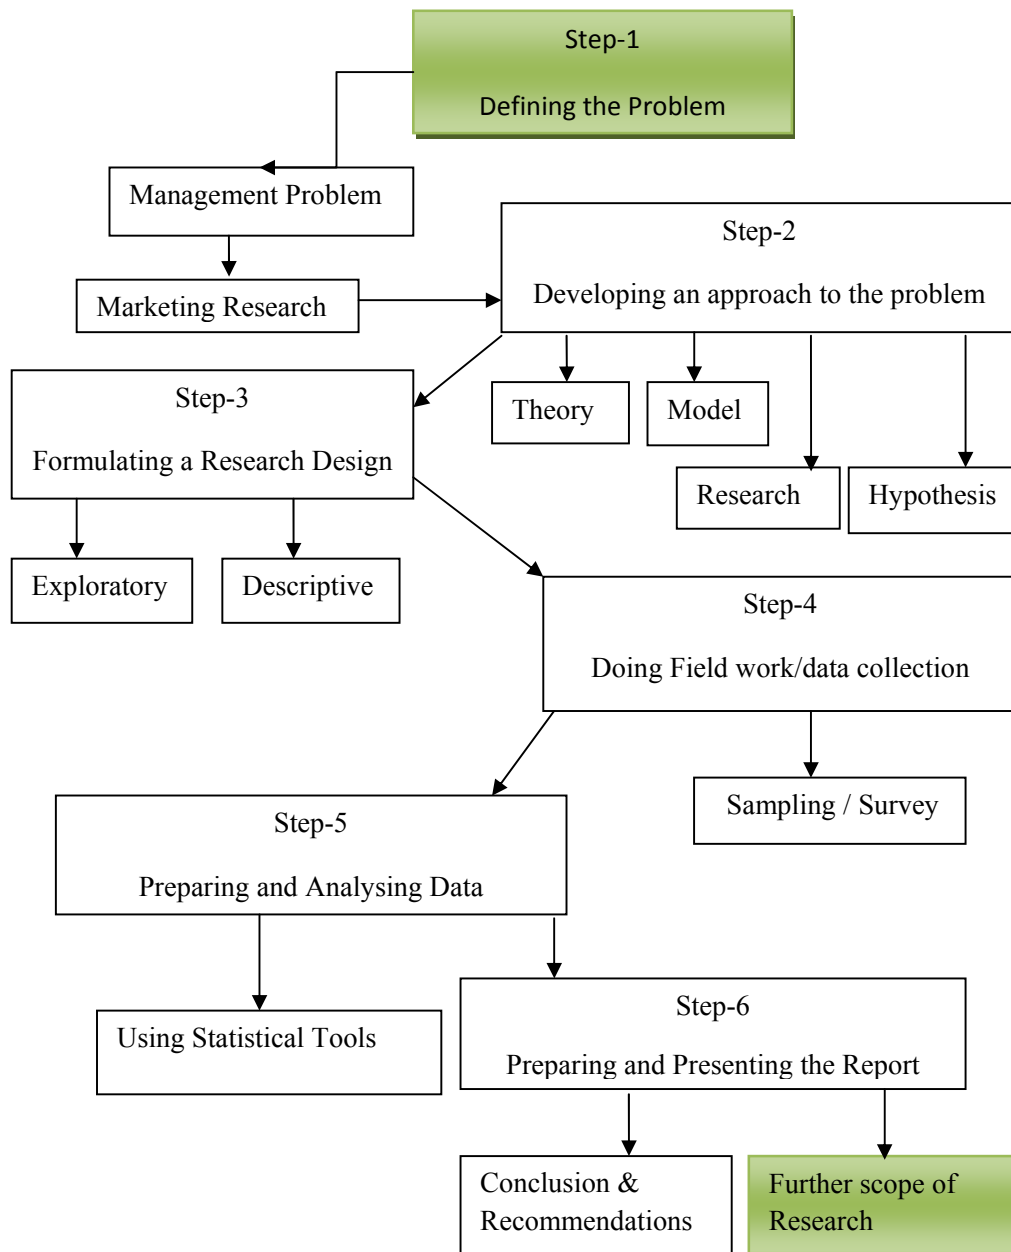 Step-1
Defining the Problem
Management Problem
Marketing Research
Step-2
Developing an approach to the problem
Theory
Model
Research
Hypothesis
Step-3
Formulating a Research Design
Exploratory
Descriptive
Step-4
Doing Field work/data collection
Sampling / Survey
Step-5
Preparing and Analysing Data
Using Statistical Tools
Step-6
Preparing and Presenting the Report
Conclusion &
Recommendations
Further scope of
Research